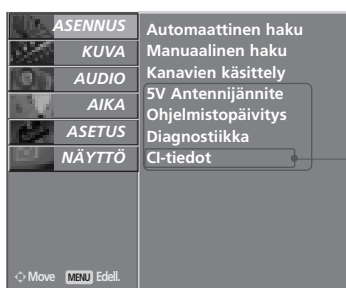 ASENNUS
KUVA
AUDIO
AIKA
ASETUS
NÄYTTÖ
Automaattinen haku
Manuaalinen haku
Kanavien käsittely
5V Antennijännite
Ohjelmistopäivitys
Diagnostiikka
CI-tiedot
Move MENU Edell.